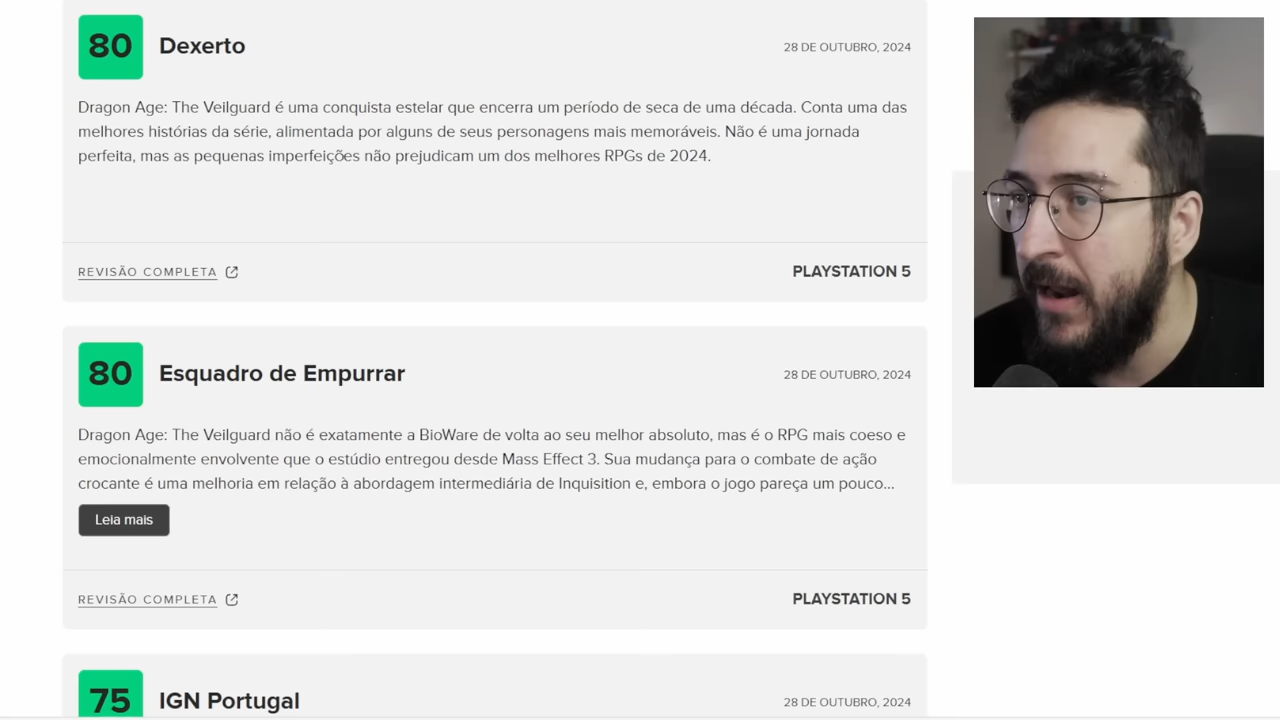 80 Dexerto 28 DE OUTUBRO, 2024
Dragon Age: The Veilguard é uma conquista estelar que encerra um período de seca de uma década. Conta uma das
melhores histórias da série, alimentada por alguns de seus personagens mais memoráveis. Não é uma jornada
perfeita, mas as pequenas imperfeições não prejudicam um dos melhores RPGs de 2024.
REVISÃO COMPLETA PLAYSTATION 5
80 Esquadro de Empurrar 28 DE OUTUBRO, 2024
Dragon Age: The Veilguard não é exatamente a BioWare de volta ao seu melhor absoluto, mas é o RPG mais coeso e
emocionalmente envolvente que o estúdio entregou desde Mass Effect 3. Sua mudança para o combate de ação
crocante é uma melhoria em relação à abordagem intermediária de Inquisition e, embora o jogo pareça um pouco...
Leia mais
REVISÃO COMPLETA PLAYSTATION 5
75 IGN Portugal 28 DE OUTUBRO, 2024